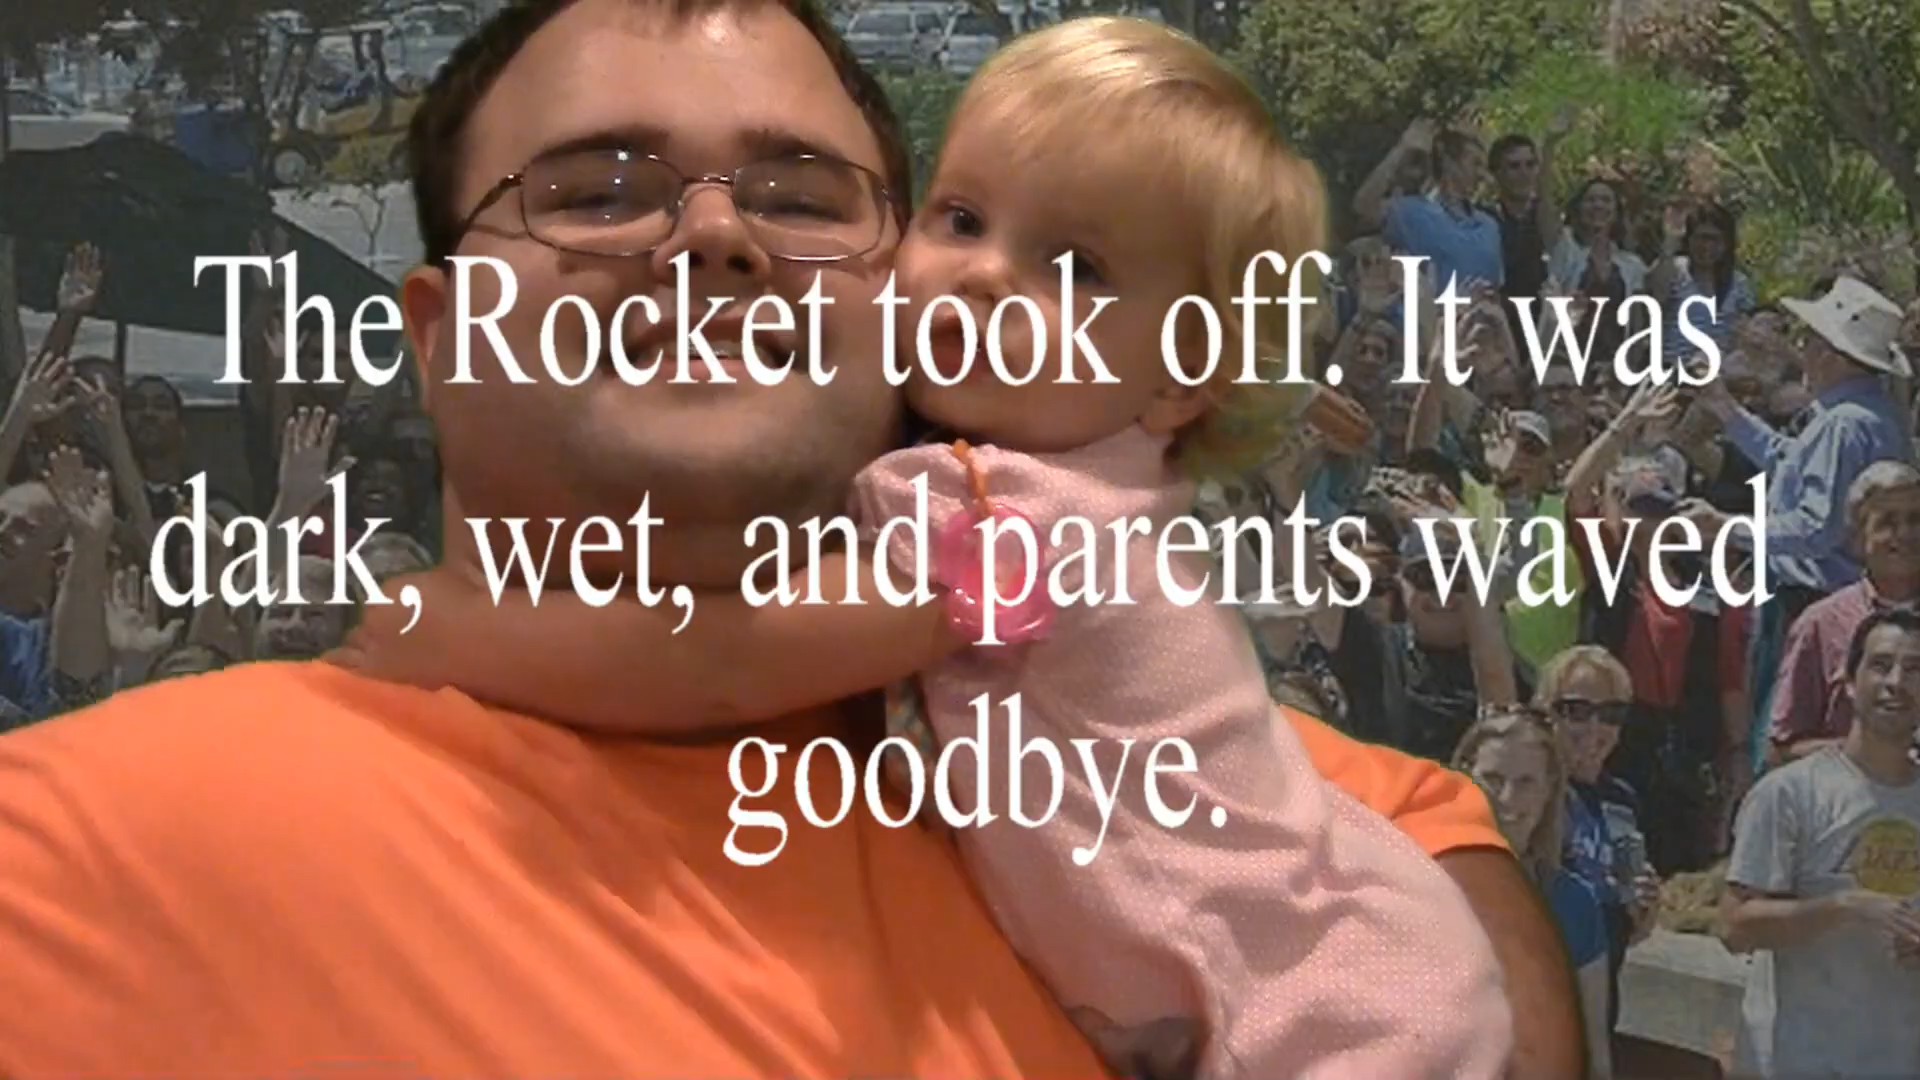 The Rocket took off. It was
dark, wet, and parents waved
goodbye.